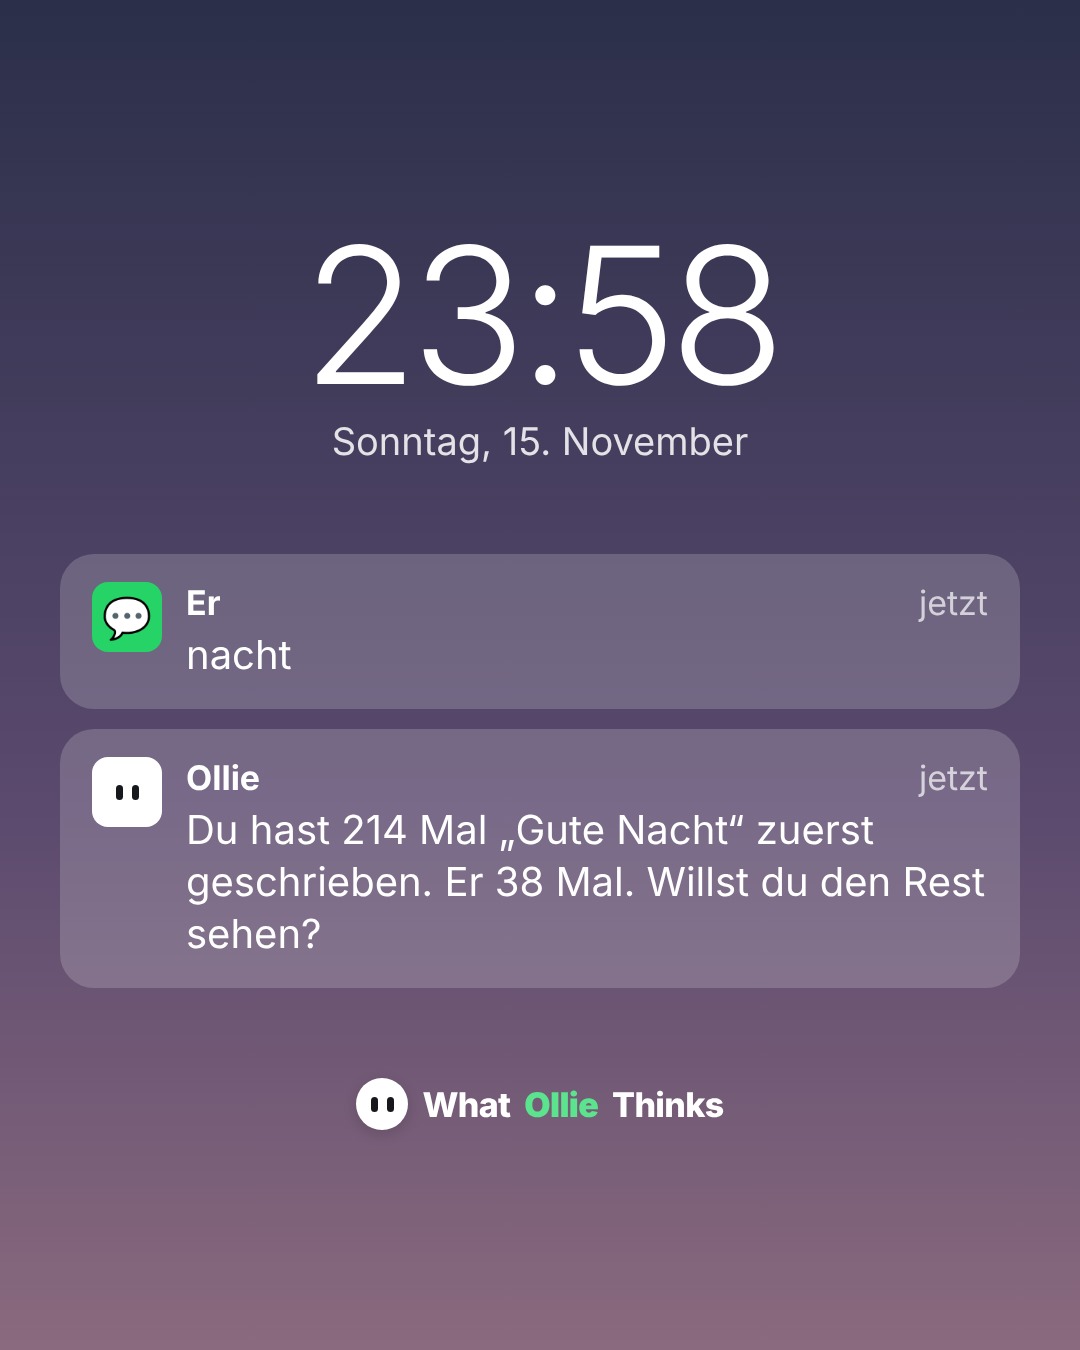 23:58
Sonntag, 15. November
Er
jetzt
nacht
Ollie
jetzt
Du hast 214 Mal „Gute Nacht“ zuerst
geschrieben. Er 38 Mal. Willst du den Rest
sehen?
What Ollie Thinks